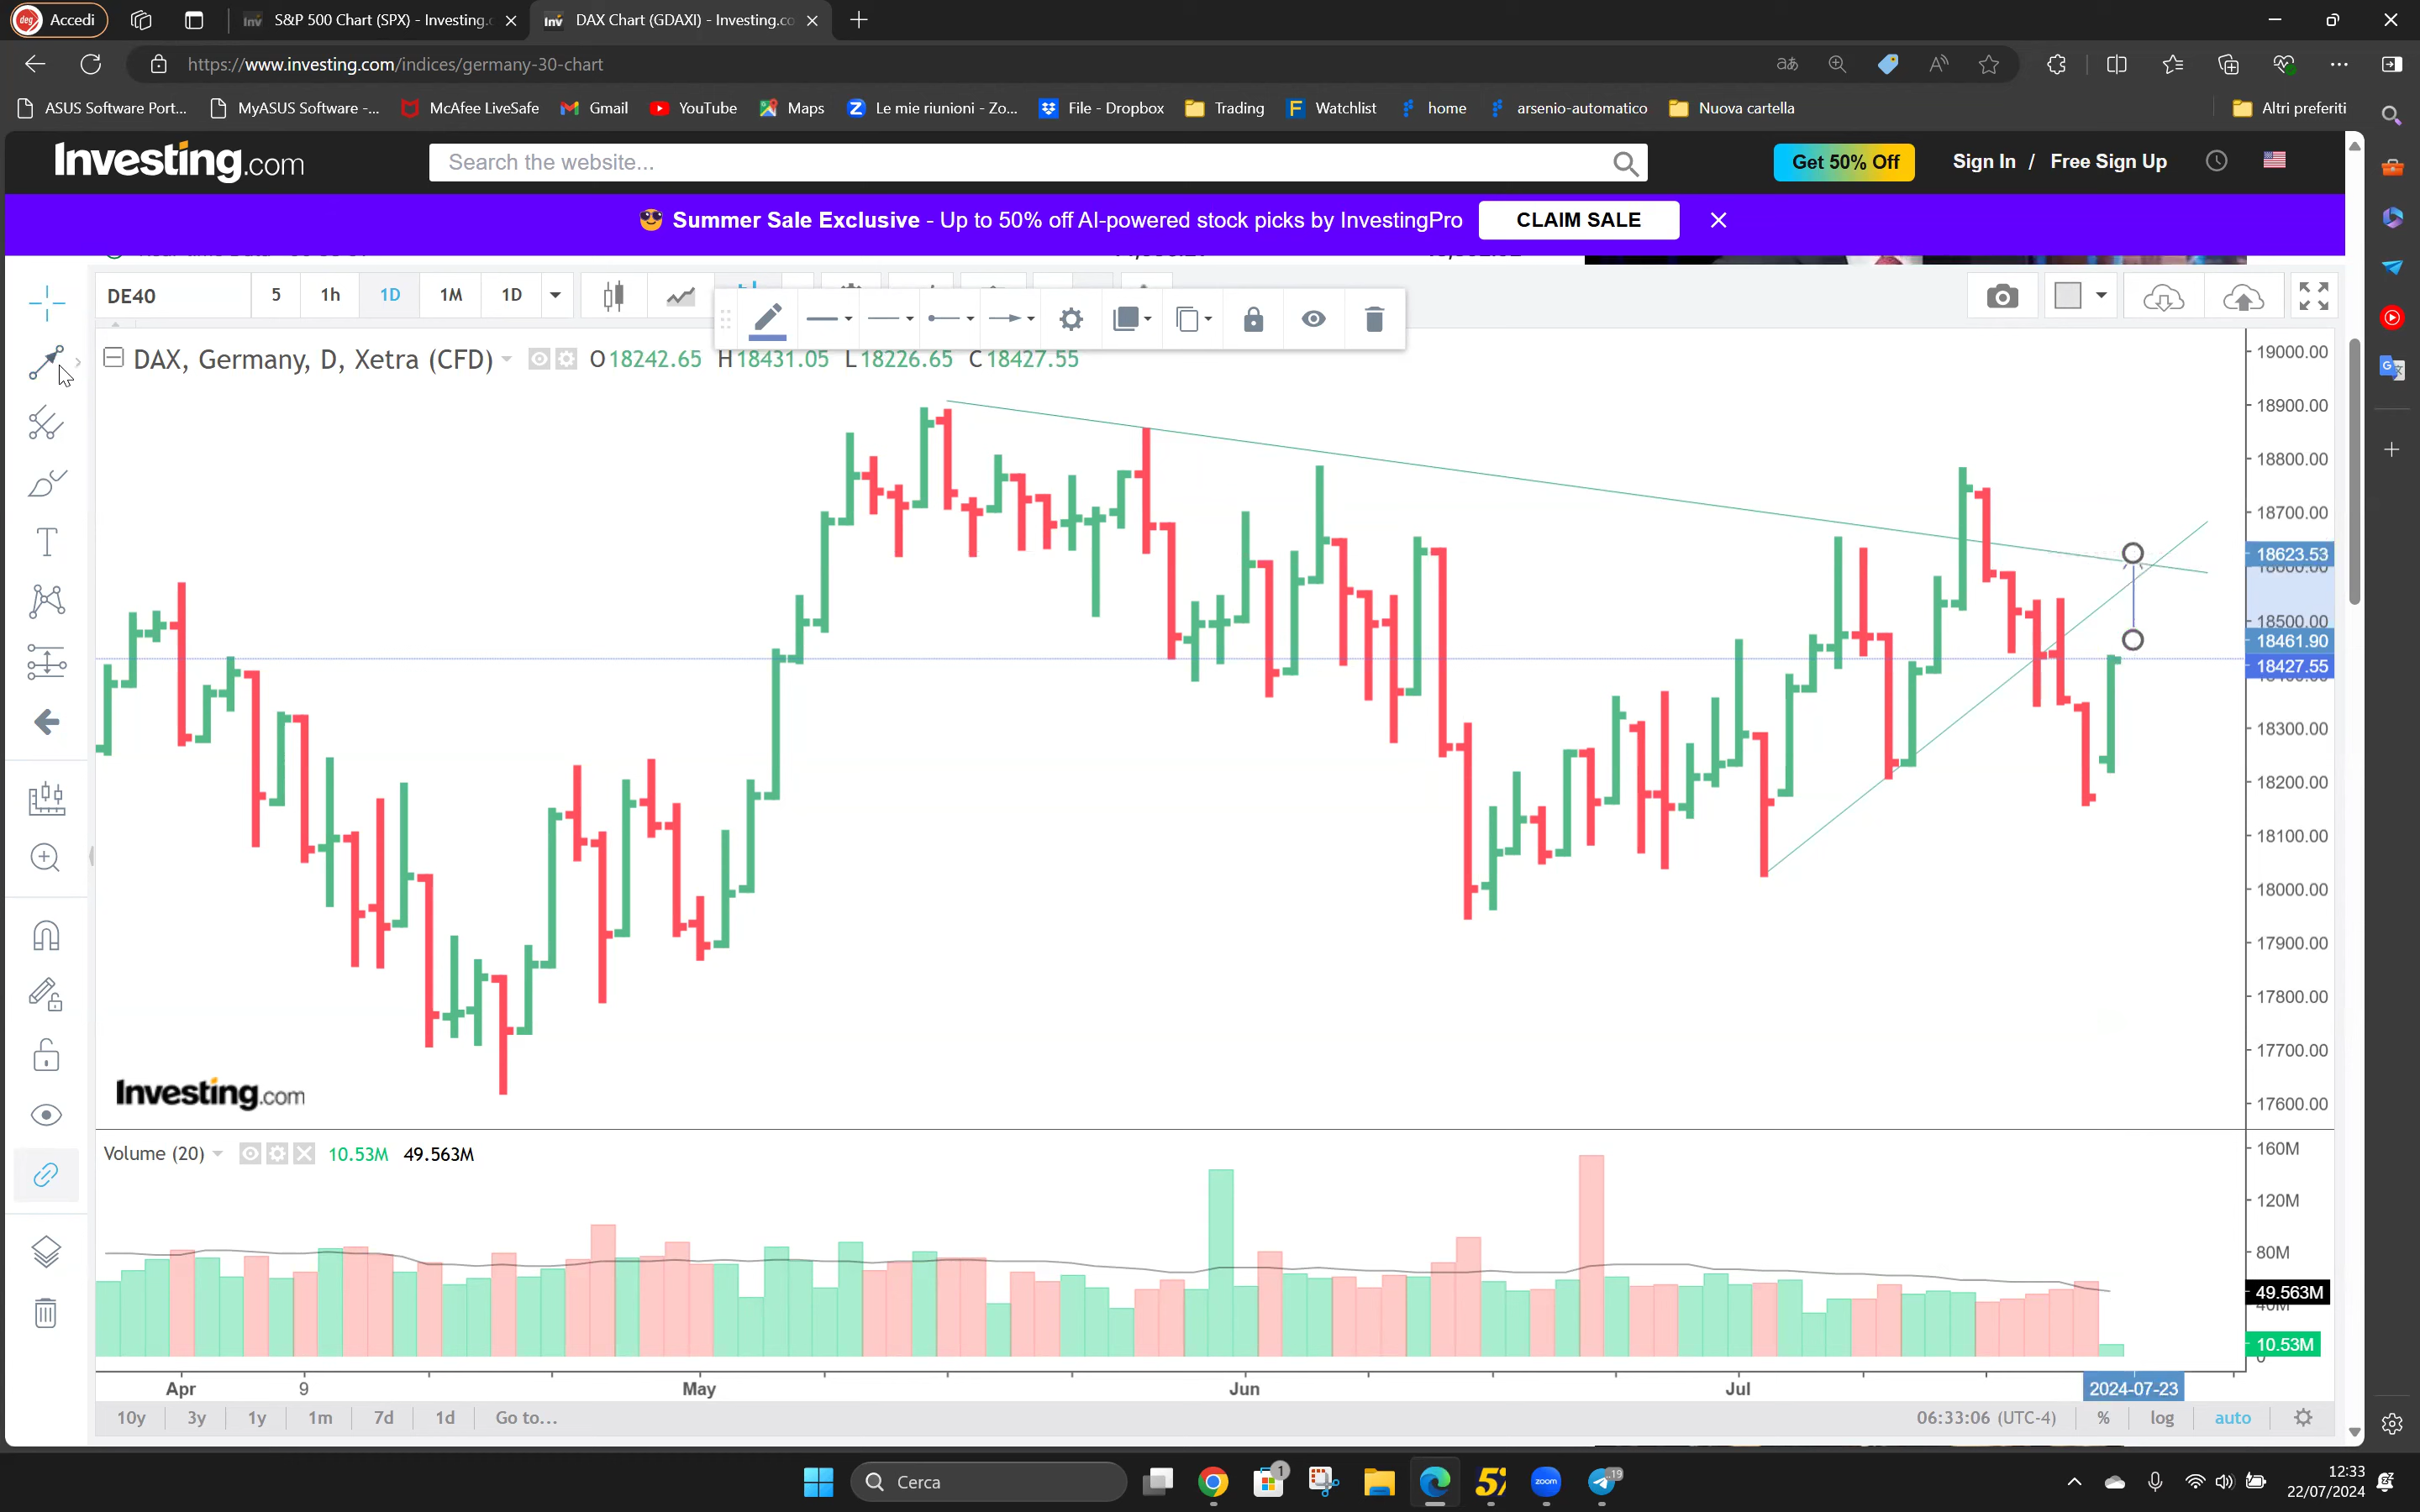 Accedi
S&P 500 Chart (SPX) - Investing.c
DAX Chart (GDAXI) - Investing.co
https://www.investing.com/indices/germany-30-chart
ASUS Software Port...
MyASUS Software -...
McAfee LiveSafe
Gmail
YouTube
Maps
Le mie riunioni - Zo...
File - Dropbox
Trading
Watchlist
home
arsenio-automatico
Nuova cartella
Altri preferiti
Investing.com
Search the website...
Get 50% Off
Sign In / Free Sign Up
Summer Sale Exclusive - Up to 50% off AI-powered stock picks by InvestingPro
CLAIM SALE
DE40
5
1h
1D
1M
1D
DAX, Germany, D, Xetra (CFD)
O18242.65 H18431.05 L18226.65 C18427.55
19000.00
18900.00
18800.00
18700.00
18623.53
18500.00
18461.90
18427.55
18300.00
18200.00
18100.00
18000.00
17900.00
17800.00
17700.00
17600.00
Investing.com
Volume (20)
10.53M 49.563M
160M
120M
80M
49.563M
10.53M
Apr
9
May
Jun
Jul
2024-07-23
10y
3y
1y
1m
7d
1d
Go to...
06:33:06 (UTC-4)
%
log
auto
Cerca
1
19
zoom
12:33
22/07/2024